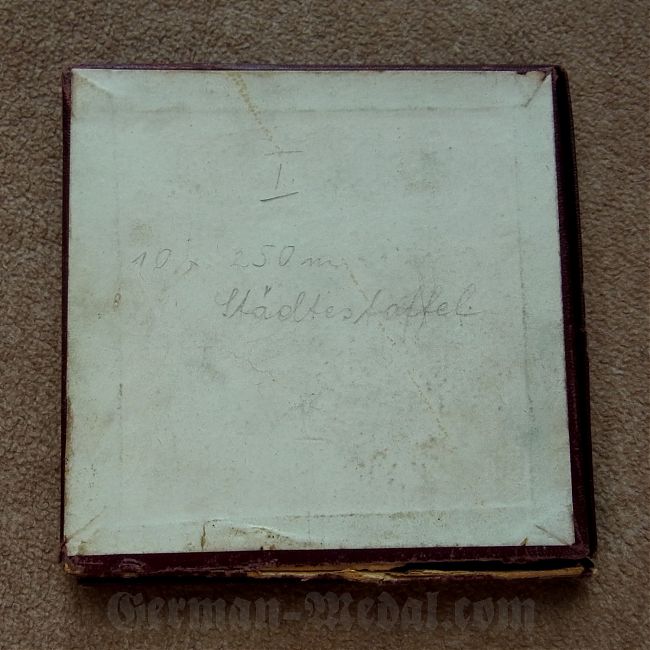 I
10 x 250 m
Städtestaffel
German-Medal.com